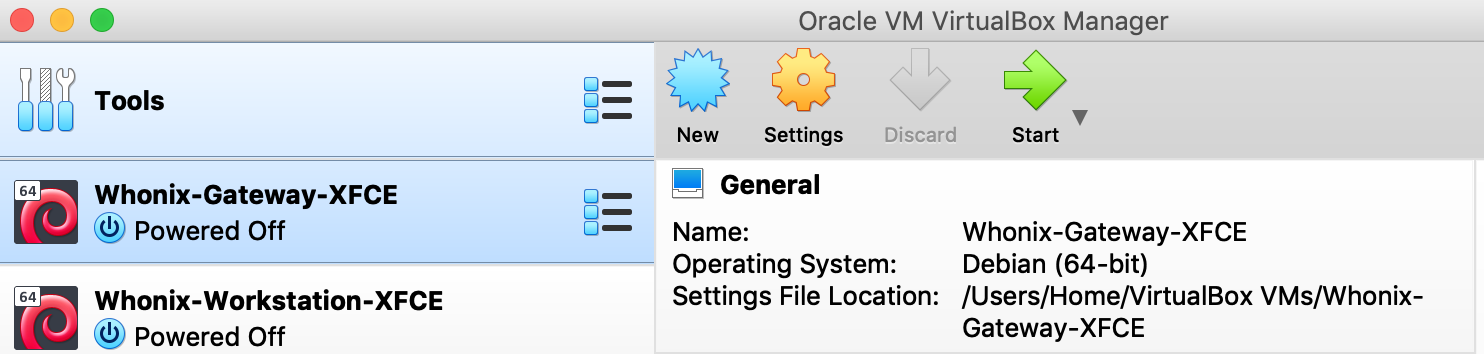 Oracle VM VirtualBox Manager
Tools
New
Settings
Discard
Start
64
Whonix-Gateway-XFCE
Powered Off
64
Whonix-Workstation-XFCE
Powered Off
General
Name: Whonix-Gateway-XFCE
Operating System: Debian (64-bit)
Settings File Location: /Users/Home/VirtualBox VMs/Whonix-
Gateway-XFCE